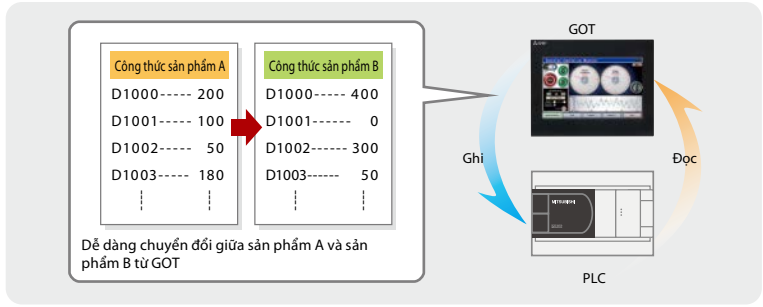 Công thức sản phẩm A
D1000----- 200
D1001----- 100
D1002----- 50
D1003----- 180
Công thức sản phẩm B
D1000----- 400
D1001------ 0
D1002------ 300
D1003------ 50
Dễ dàng chuyển đổi giữa sản phẩm A và sản
phẩm B từ GOT
GOT
Ghi
Đọc
MITSUBISHI
PLC